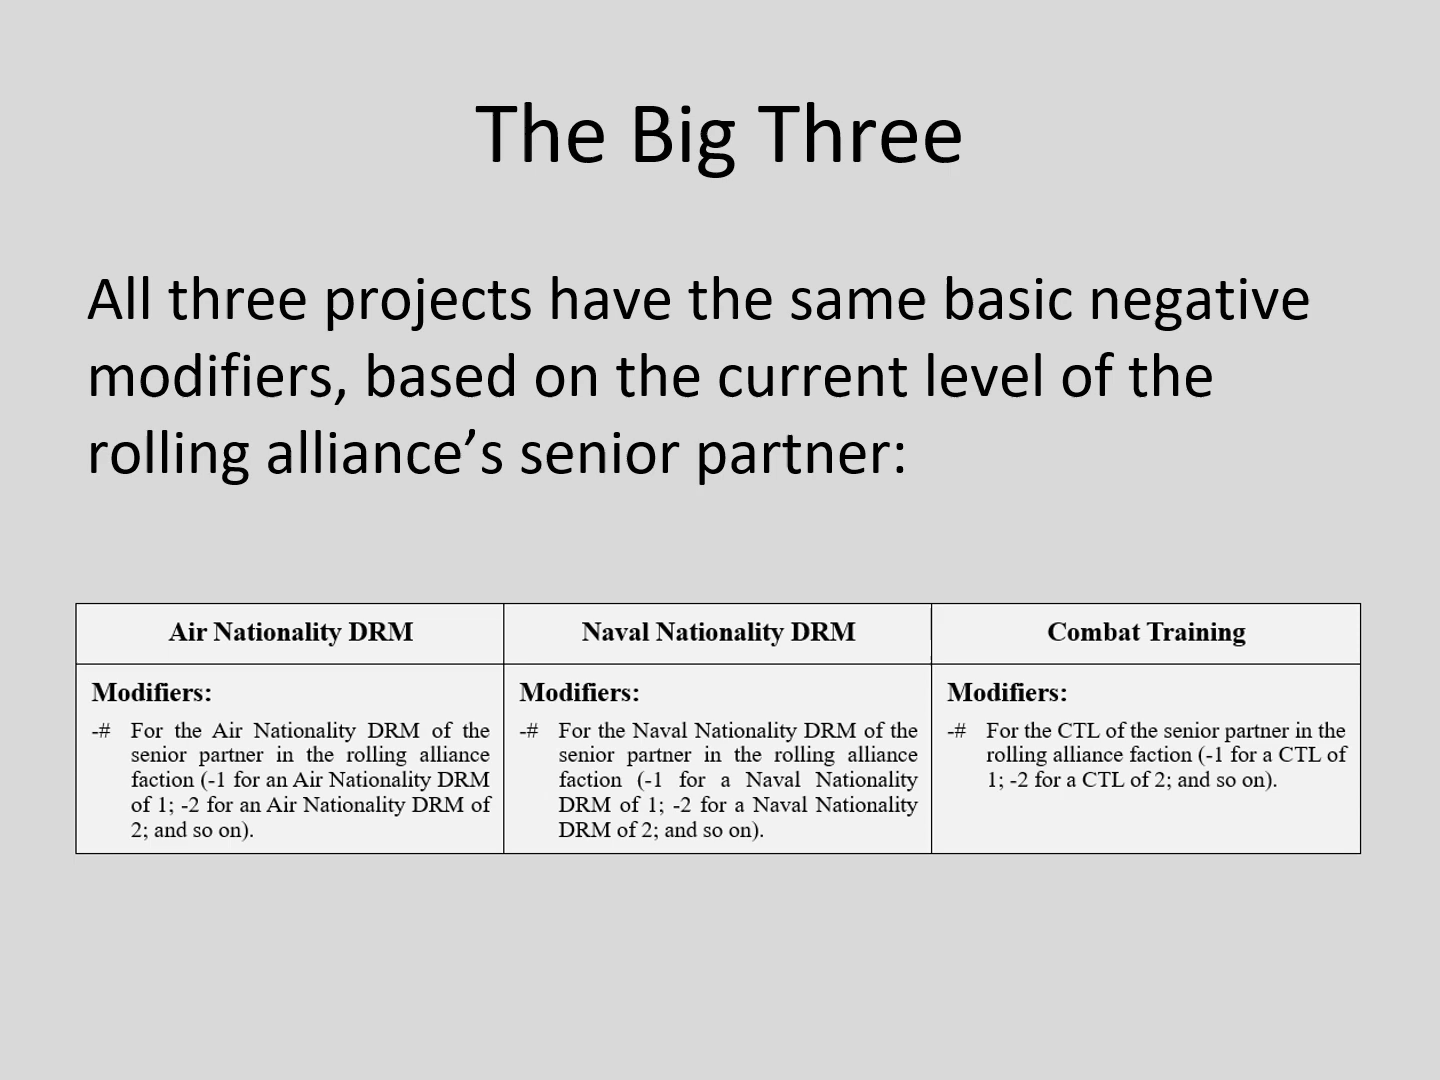 The Big Three
All three projects have the same basic negative
modifiers, based on the current level of the
rolling alliance’s senior partner:
Air Nationality DRM
Naval Nationality DRM
Combat Training
Modifiers:
-# For the Air Nationality DRM of the
senior partner in the rolling alliance
faction (-1 for an Air Nationality DRM
of 1; -2 for an Air Nationality DRM of
2; and so on).
Modifiers:
-# For the Naval Nationality DRM of the
senior partner in the rolling alliance
faction (-1 for a Naval Nationality
DRM of 1; -2 for a Naval Nationality
DRM of 2; and so on).
Modifiers:
-# For the CTL of the senior partner in the
rolling alliance faction (-1 for a CTL of
1; -2 for a CTL of 2; and so on).